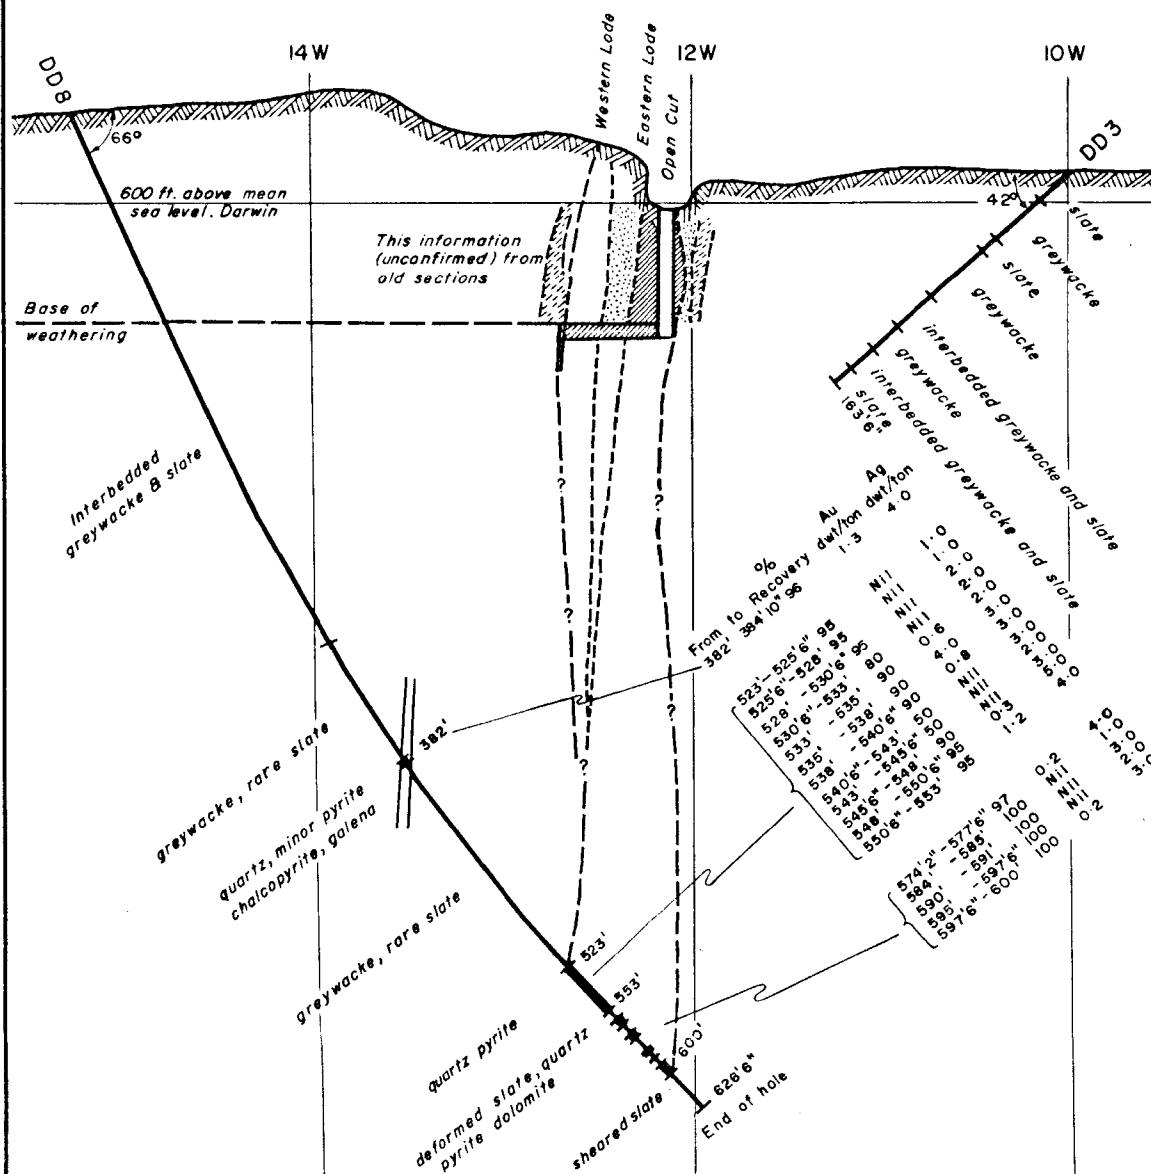 14W
12W
10W
DD8
66°
Western Lode
Eastern Lode
Open Cut
DD3
42°
600 ft. above mean
sea level. Darwin
This information
(unconfirmed) from
old sections
Base of
weathering
slate
greywacke
slate
greywacke
interbedded greywacke and slate
greywacke
interbedded greywacke and slate
slate
163'6"
Interbedded
greywacke & slate
?
?
?
?
?
% Au Ag
From to Recovery dwt/ton dwt/ton
382' 384'10" 96 1·3 4·0
523'-525'6" 95 Nil 1·0
525'6"-528' 95 Nil 1·0
528' -530'6" 95 Nil 2·0
530'6"-533' 80 Nil 2·0
533' -535' 90 0·6 2·0
535' -538' 90 4·0 3·0
538' -540'6" 90 0·8 3·0
540'6"-543' 50 Nil 3·0
543' -545'6" 50 Nil 2·0
545'6"-548' 90 Nil 3·0
548' -550'6" 95 0·3 5·0
550'6"-553' 95 1·2 4·0
574'2"-577'6" 97 0·2 4·0
584' -585' 100 Nil 1·0
590' -591' 100 Nil 3·0
595' -597'6" 100 Nil 2·0
597'6"-600' 100 0·2 3·0
382'
greywacke, rare slate
quartz, minor pyrite
chalcopyrite, galena
greywacke, rare slate
523'
553'
600'
quartz pyrite
deformed slate, quartz
pyrite dolomite
sheared slate
626'6"
End of hole